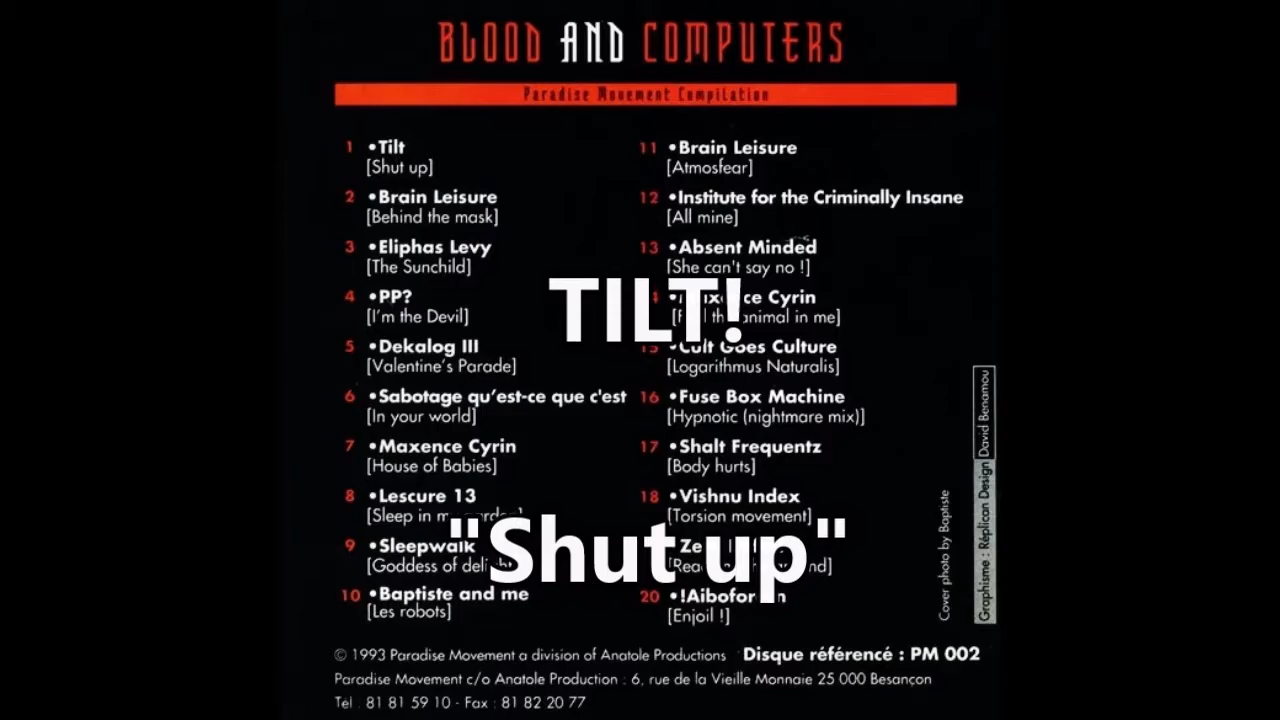 BLOOD AND COMPUTERS
Paradise Movement Compilation
1 •Tilt
[Shut up]
2 •Brain Leisure
[Behind the mask]
3 •Eliphas Levy
[The Sunchild]
4 •PP?
[I'm the Devil]
5 •Dekalog III
[Valentine's Parade]
6 •Sabotage qu'est-ce que c'est
[In your world]
7 •Maxence Cyrin
[House of Babies]
8 •Lescure 13
[Sleep in
9 •Sleepwalk
[Goddess of
10 •Baptiste and me
[Les robots]
11 •Brain Leisure
[Atmosfear]
12 •Institute for the Criminally Insane
[All mine]
13 •Absent Minded
[She can't say no !]
Cyrin
animal in me]
15 •Cult Goes Culture
[Logarithmus Naturalis]
16 •Fuse Box Machine
[Hypnotic (nightmare mix)]
17 •Shalt Frequentz
[Body hurts]
18 •Vishnu Index
[Torsion movement]
20
[Enjoil !]
TILT!
"Shut up"
Cover photo by Baptiste
Graphisme : Réplican Design David Benamou
© 1993 Paradise Movement a division of Anatole Productions Disque référencé : PM 002
Paradise Movement c/o Anatole Production : 6, rue de la Vieille Monnaie 25 000 Besançon
Tél : 81 81 59 10 - Fax : 81 82 20 77